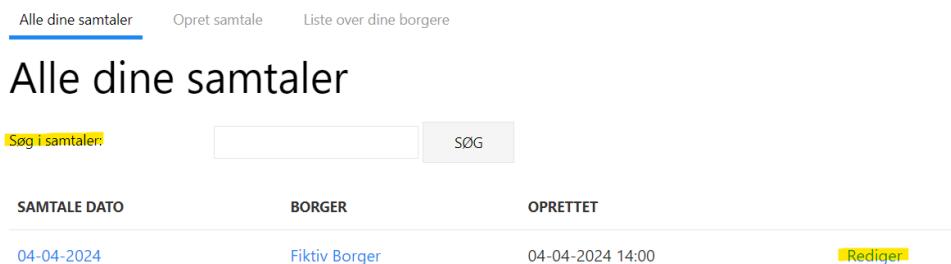 Alle dine samtaler Opret samtale Liste over dine borgere
Alle dine samtaler
Søg i samtaler: SØG
SAMTALE DATO BORGER OPRETTET
04-04-2024 Fiktiv Borger 04-04-2024 14:00 Rediger